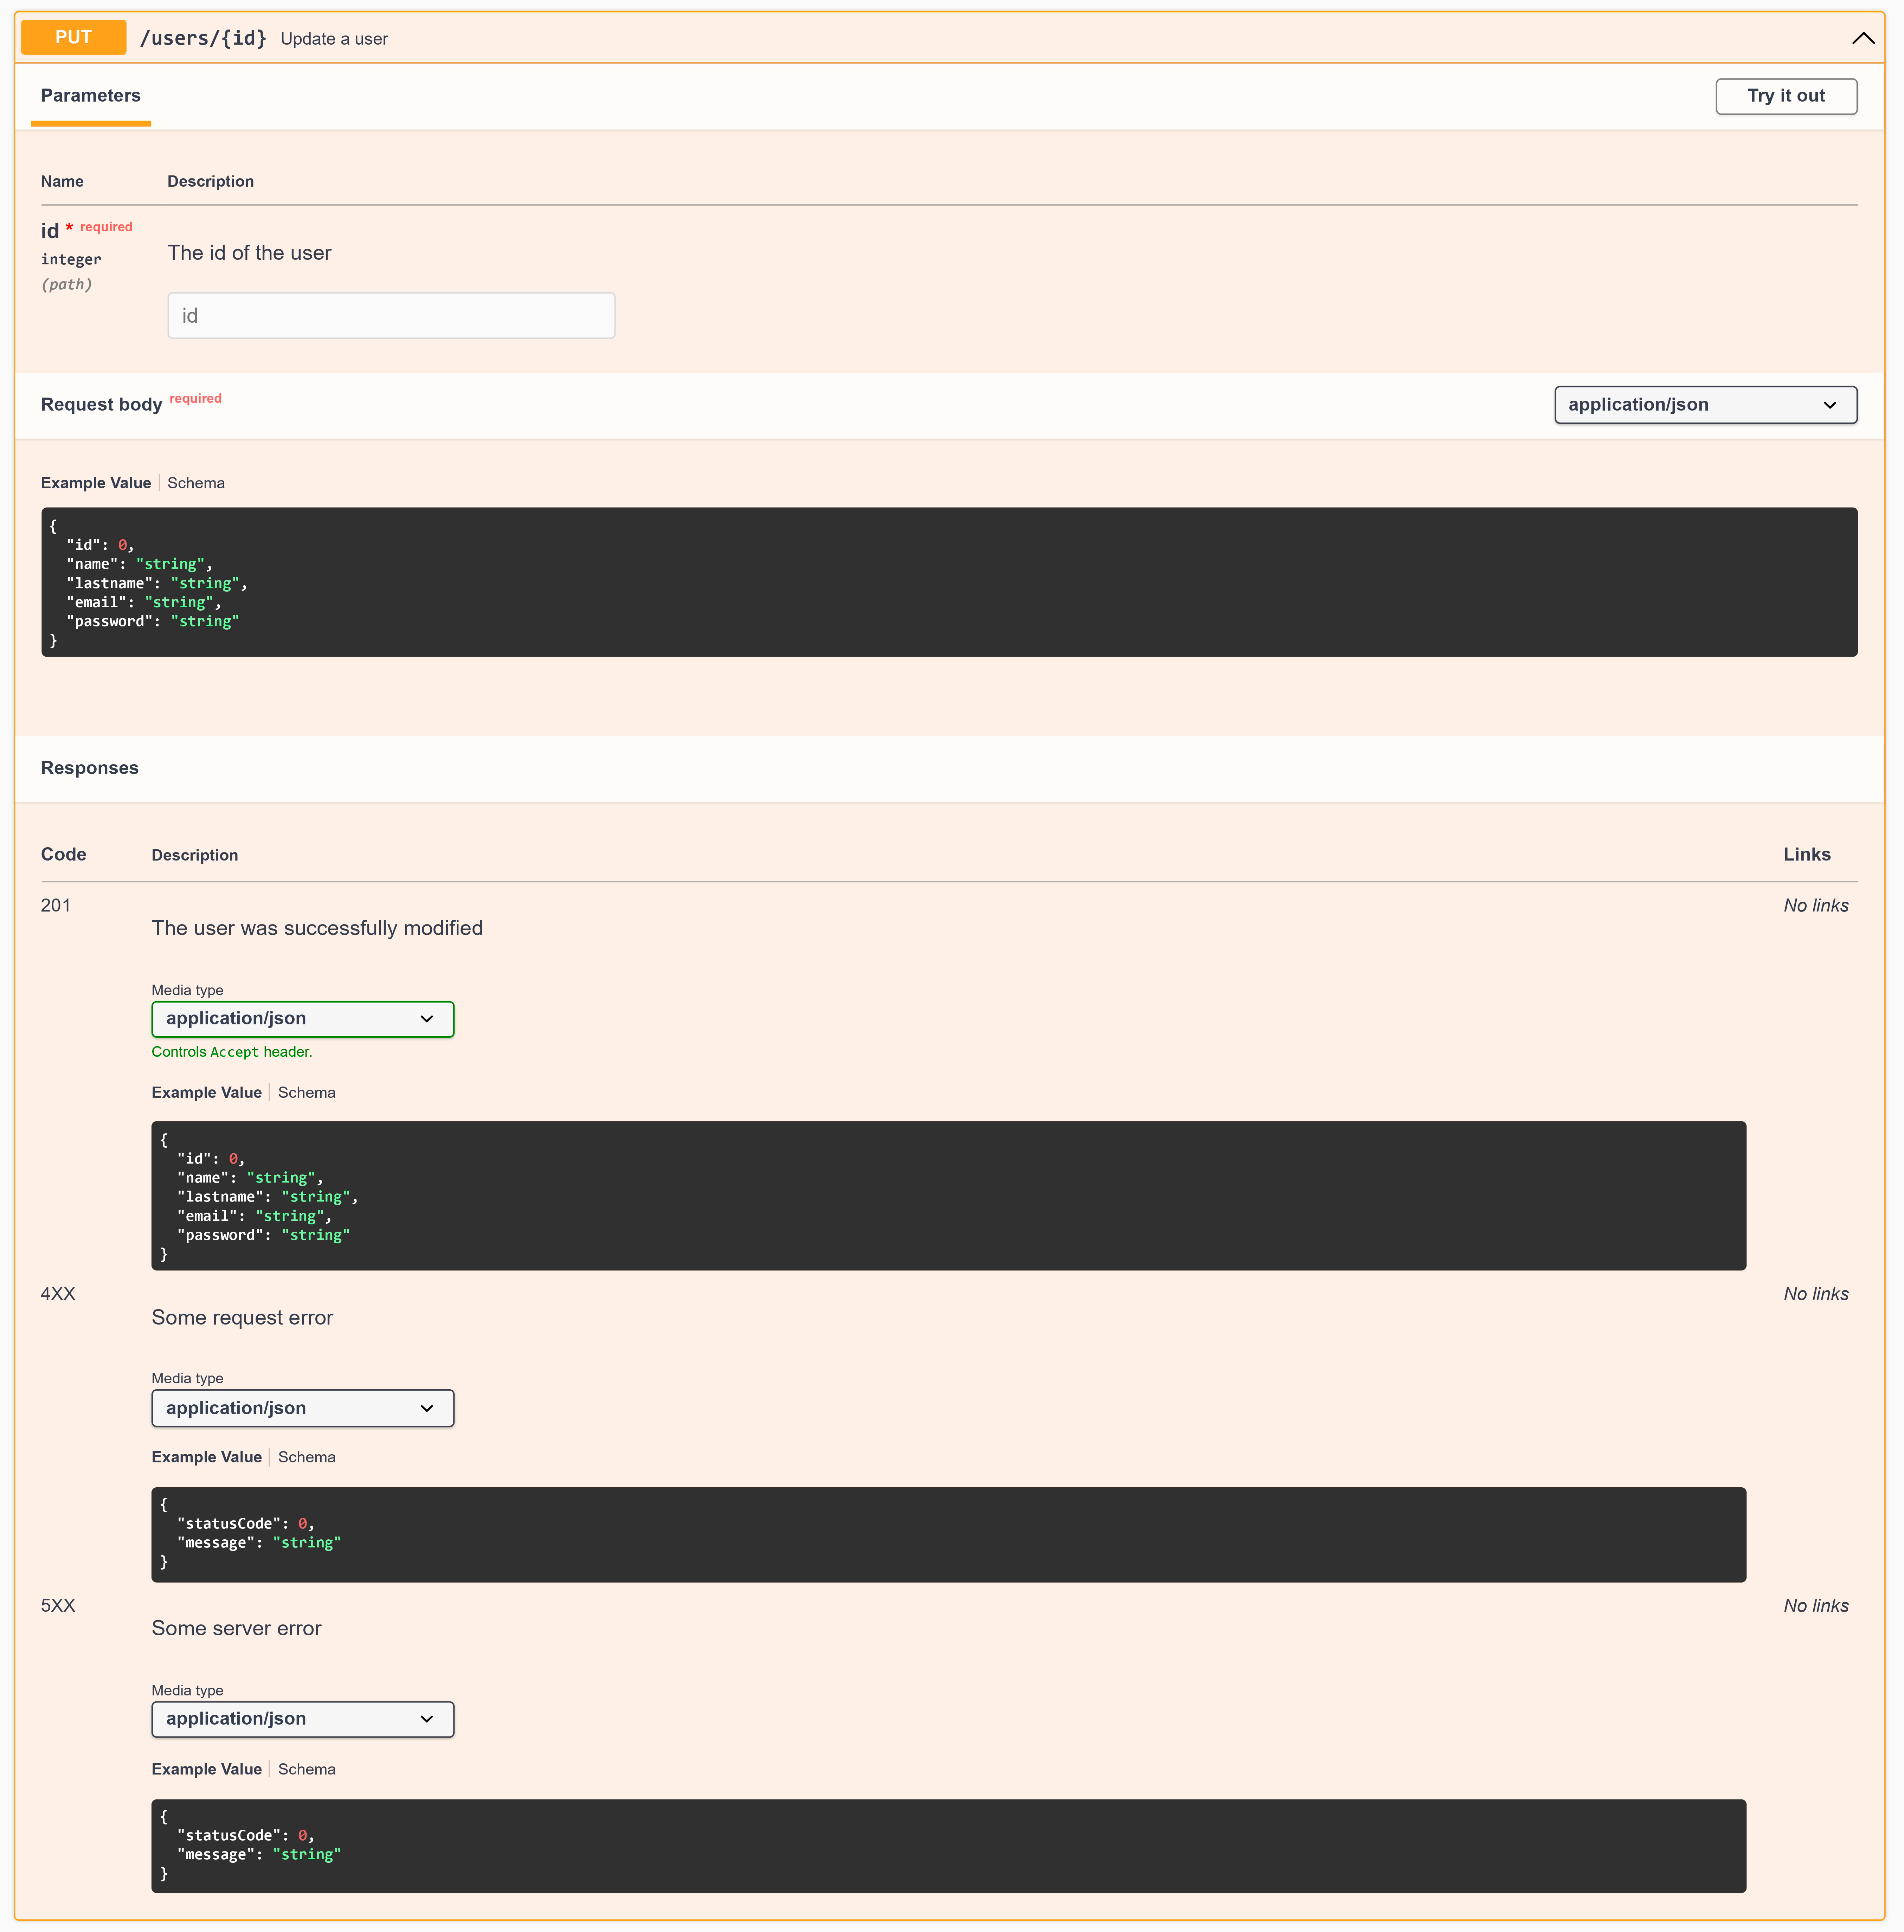 PUT /users/{id} Update a user
Parameters
Try it out
Name Description
id * required
integer
(path)
The id of the user
id
Request body required
application/json
Example Value Schema
{
  "id": 0,
  "name": "string",
  "lastname": "string",
  "email": "string",
  "password": "string"
}
Responses
Code Description Links
201 No links
The user was successfully modified
Media type
application/json
Controls Accept header.
Example Value Schema
{
  "id": 0,
  "name": "string",
  "lastname": "string",
  "email": "string",
  "password": "string"
}
4XX No links
Some request error
Media type
application/json
Example Value Schema
{
  "statusCode": 0,
  "message": "string"
}
5XX No links
Some server error
Media type
application/json
Example Value Schema
{
  "statusCode": 0,
  "message": "string"
}